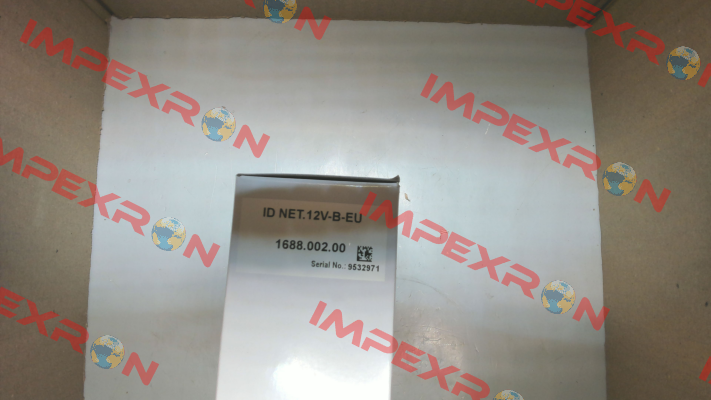 IMPEXRON
IMPEXRON
IMPEXRON
IMPEXRON
IMPEXRON
ID NET.12V-B-EU
1688.002.00
Serial No.: 9532971
IMPEXRON
IMPEXRON
IMPEXRON